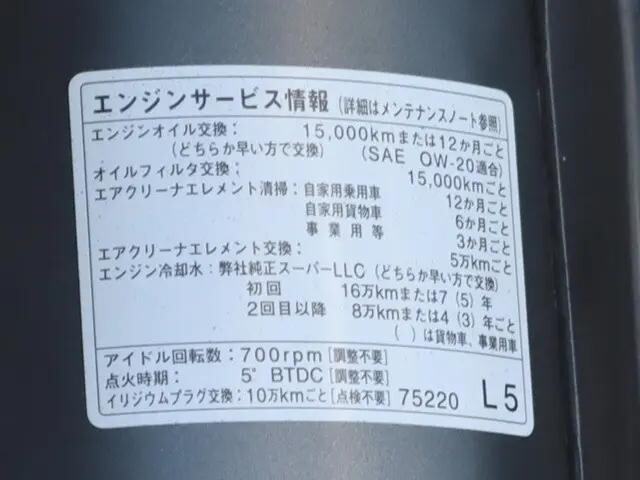 エンジンサービス情報 (詳細はメンテナンスノート参照)
エンジンオイル交換: 15,000kmまたは12か月ごと
(どちらか早い方で交換) (SAE OW-20適合)
オイルフィルタ交換: 15,000kmごと
エアクリーナエレメント清掃: 自家用乗用車 12か月ごと
自家用貨物車 6か月ごと
事業用等 3か月ごと
エアクリーナエレメント交換: 5万kmごと
エンジン冷却水: 弊社純正スーパーLLC (どちらか早い方で交換)
初回 16万kmまたは7 (5) 年
2回目以降 8万kmまたは4 (3) 年ごと
( ) は貨物車、事業用車
アイドル回転数: 700rpm [調整不要]
点火時期: 5° BTDC [調整不要]
イリジウムプラグ交換: 10万kmごと [点検不要] 75220 L5